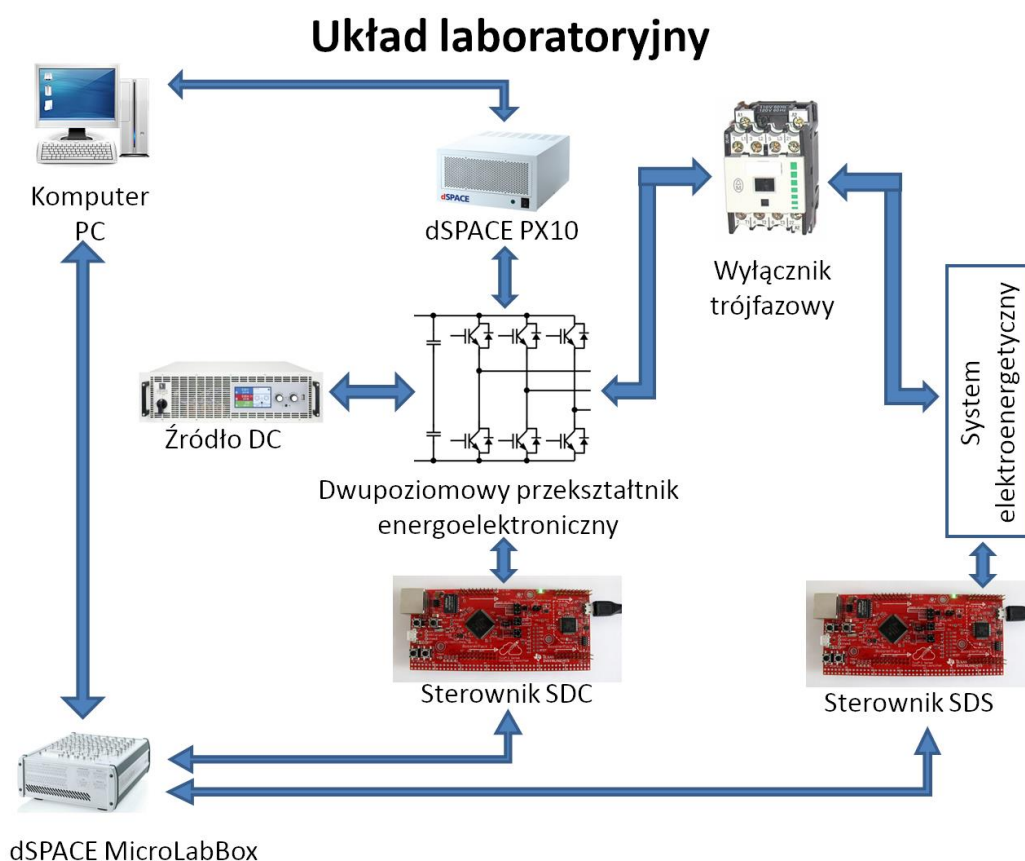 Układ laboratoryjny
Komputer
PC
dSPACE
dSPACE PX10
Wyłącznik
trójfazowy
System
elektroenergetyczny
Źródło DC
Dwupoziomowy przekształtnik
energoelektroniczny
Sterownik SDC
Sterownik SDS
dSPACE MicroLabBox